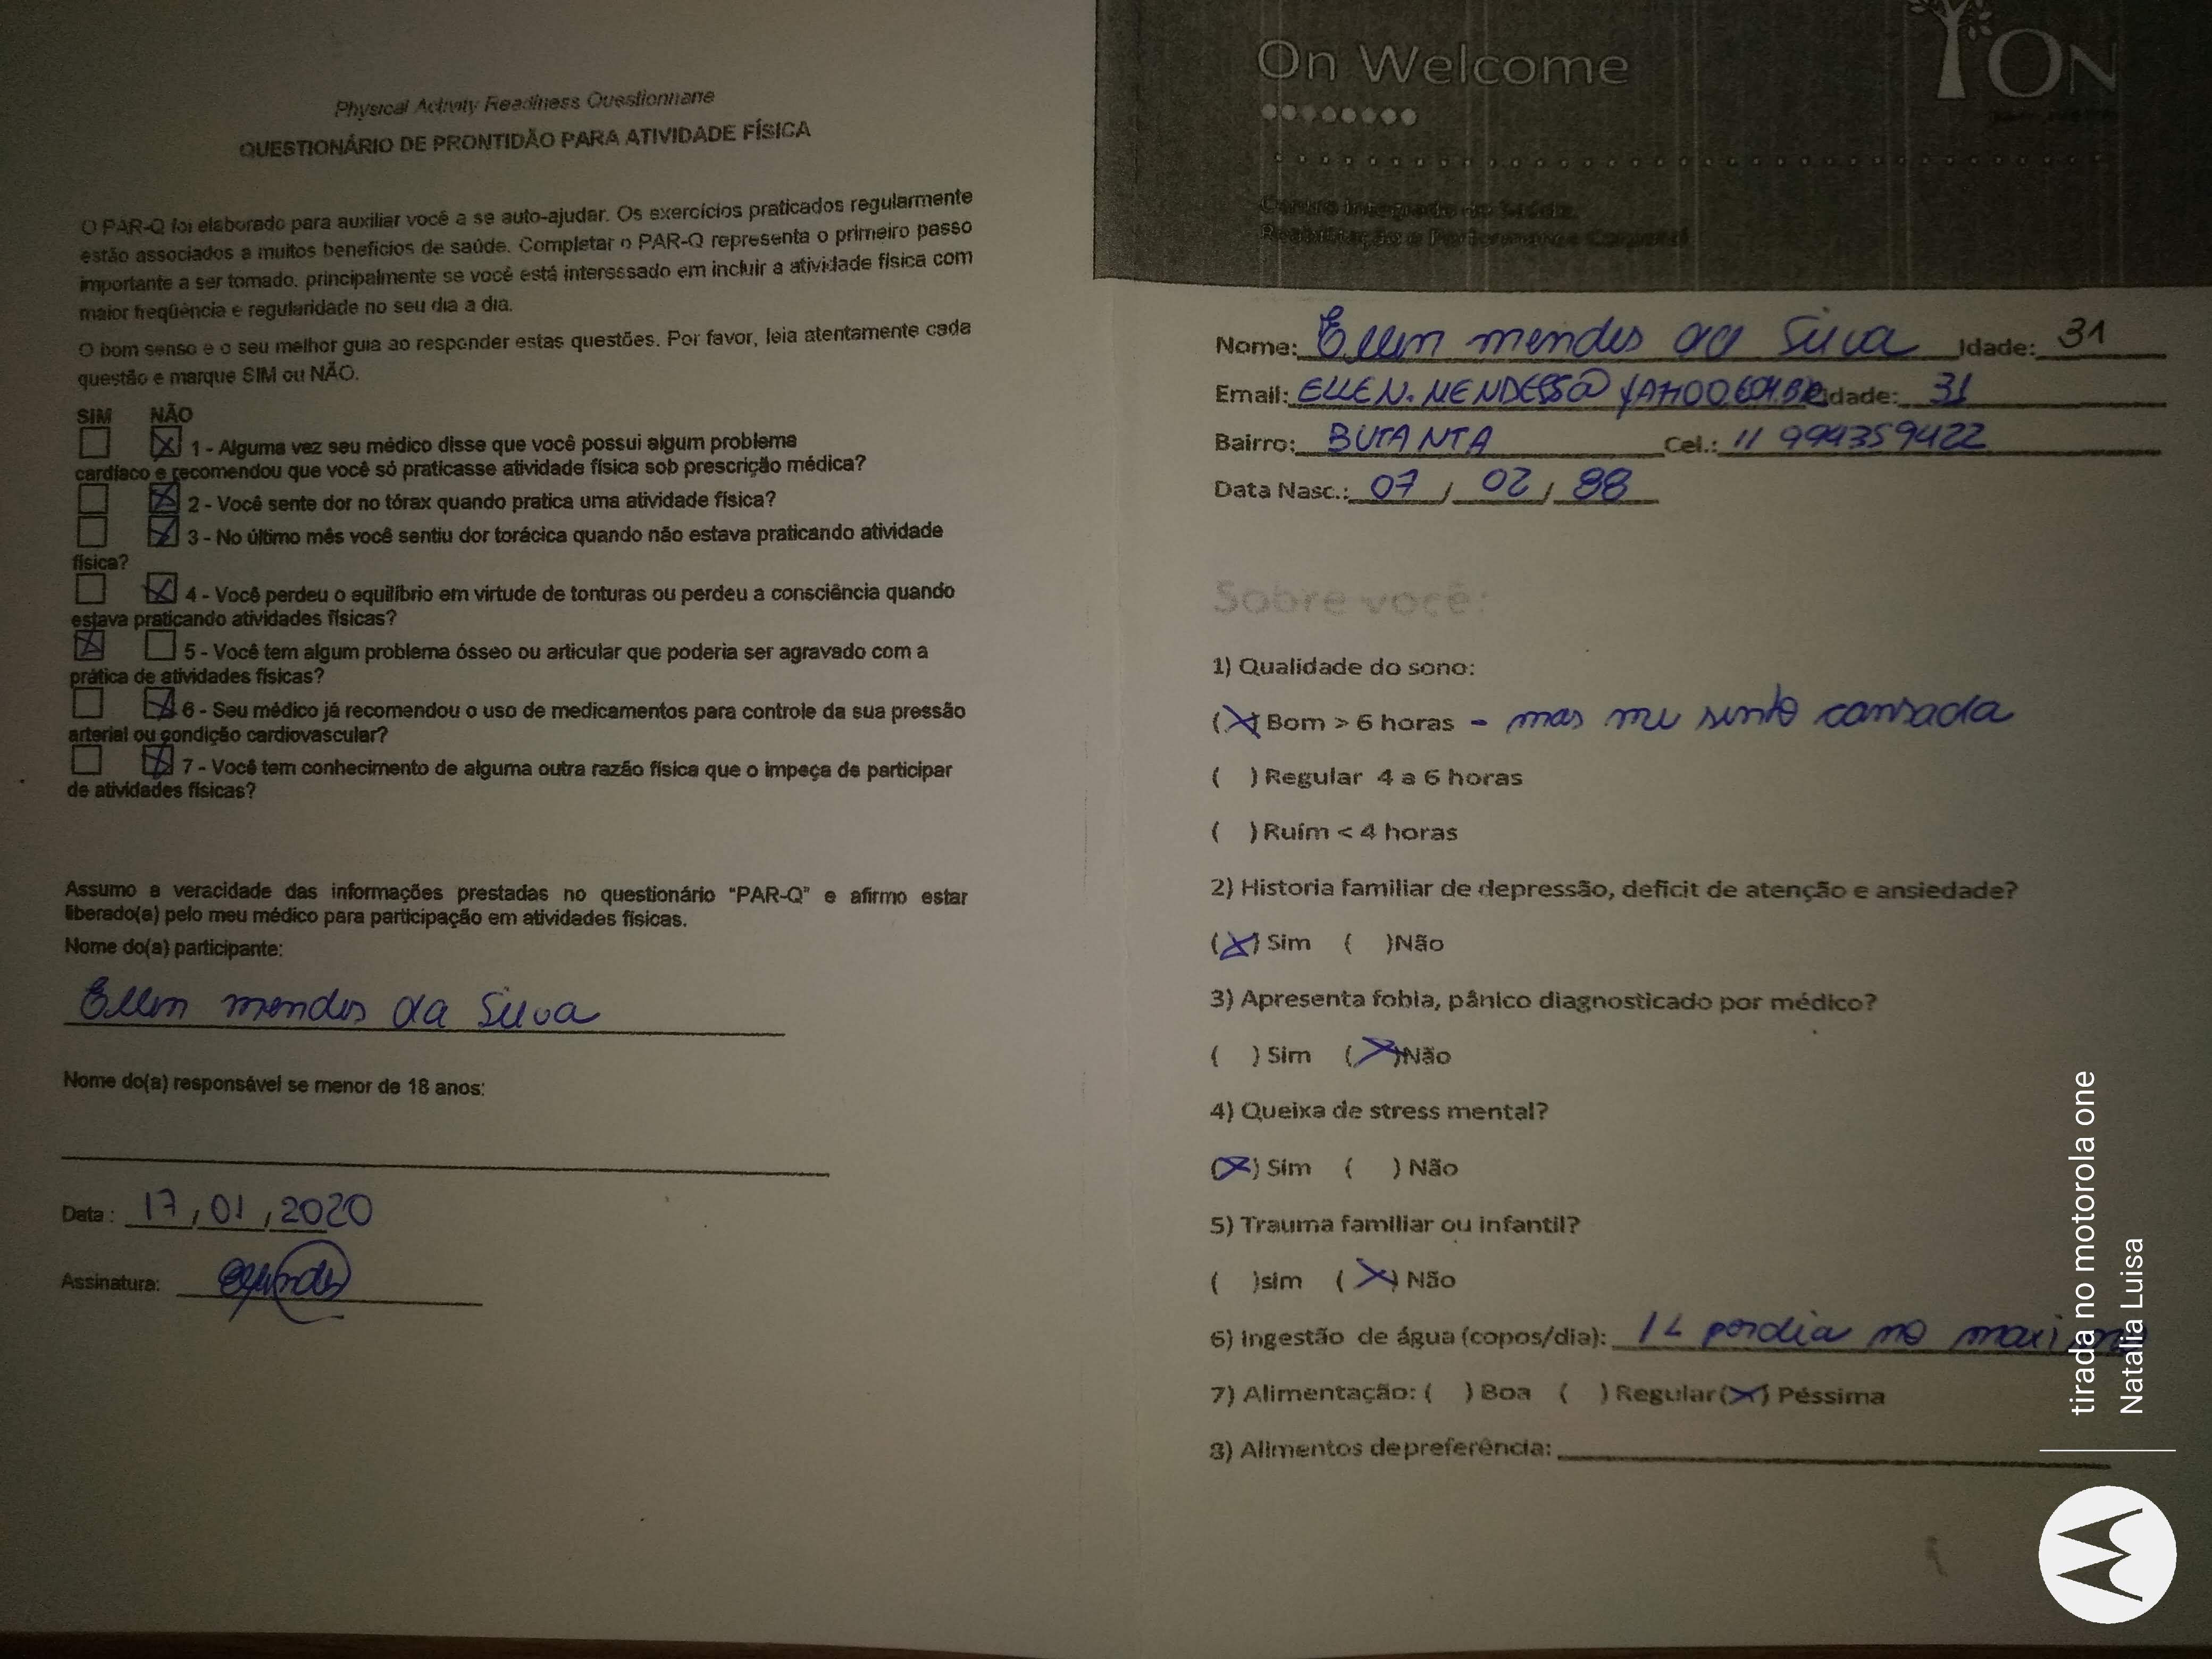 Physical Activity Readiness Questionnaire
QUESTIONÁRIO DE PRONTIDÃO PARA ATIVIDADE FÍSICA
O PAR-Q foi elaborado para auxiliar você a se auto-ajudar. Os exercícios praticados regularmente
estão associados a muitos benefícios de saúde. Completar o PAR-Q representa o primeiro passo
importante a ser tomado, principalmente se você está interessado em incluir a atividade física com
maior freqüência e regularidade no seu dia a dia.
O bom senso é o seu melhor guia ao responder estas questões. Por favor, leia atentamente cada
questão e marque SIM ou NÃO.
SIM NÃO
☐ ☒ 1 - Alguma vez seu médico disse que você possui algum problema
cardíaco e recomendou que você só praticasse atividade física sob prescrição médica?
☐ ☒ 2 - Você sente dor no tórax quando pratica uma atividade física?
☐ ☒ 3 - No último mês você sentiu dor torácica quando não estava praticando atividade
física?
☐ ☒ 4 - Você perdeu o equilíbrio em virtude de tonturas ou perdeu a consciência quando
estava praticando atividades físicas?
☒ ☐ 5 - Você tem algum problema ósseo ou articular que poderia ser agravado com a
prática de atividades físicas?
☐ ☒ 6 - Seu médico já recomendou o uso de medicamentos para controle da sua pressão
arterial ou condição cardiovascular?
☐ ☒ 7 - Você tem conhecimento de alguma outra razão física que o impeça de participar
de atividades físicas?
Assumo a veracidade das informações prestadas no questionário "PAR-Q" e afirmo estar
liberado(a) pelo meu médico para participação em atividades físicas.
Nome do(a) participante:
Ellen mendes da Silva
Nome do(a) responsável se menor de 18 anos:
Data: 17, 01, 2020
Assinatura:
On Welcome
ON
Nome: Ellen mendes da Silva Idade: 31
Email: ELLEN.MENDESS@YAHOO.COM.BR Idade: 31
Bairro: BUTANTA Cel.: 11 994359422
Data Nasc.: 07, 02, 88
Sobre você:
1) Qualidade do sono:
(X) Bom > 6 horas - mas me sinto cansada
( ) Regular 4 a 6 horas
( ) Ruim < 4 horas
2) Historia familiar de depressão, deficit de atenção e ansiedade?
(X) Sim ( )Não
3) Apresenta fobia, pânico diagnosticado por médico?
( ) Sim (X)Não
4) Queixa de stress mental?
(X) Sim ( ) Não
5) Trauma familiar ou infantil?
( )sim (X) Não
6) Ingestão de água (copos/dia): 1L por dia no maximo
7) Alimentação: ( ) Boa ( ) Regular (X) Péssima
8) Alimentos de preferência:
tirada no motorola one
Natalia Luisa